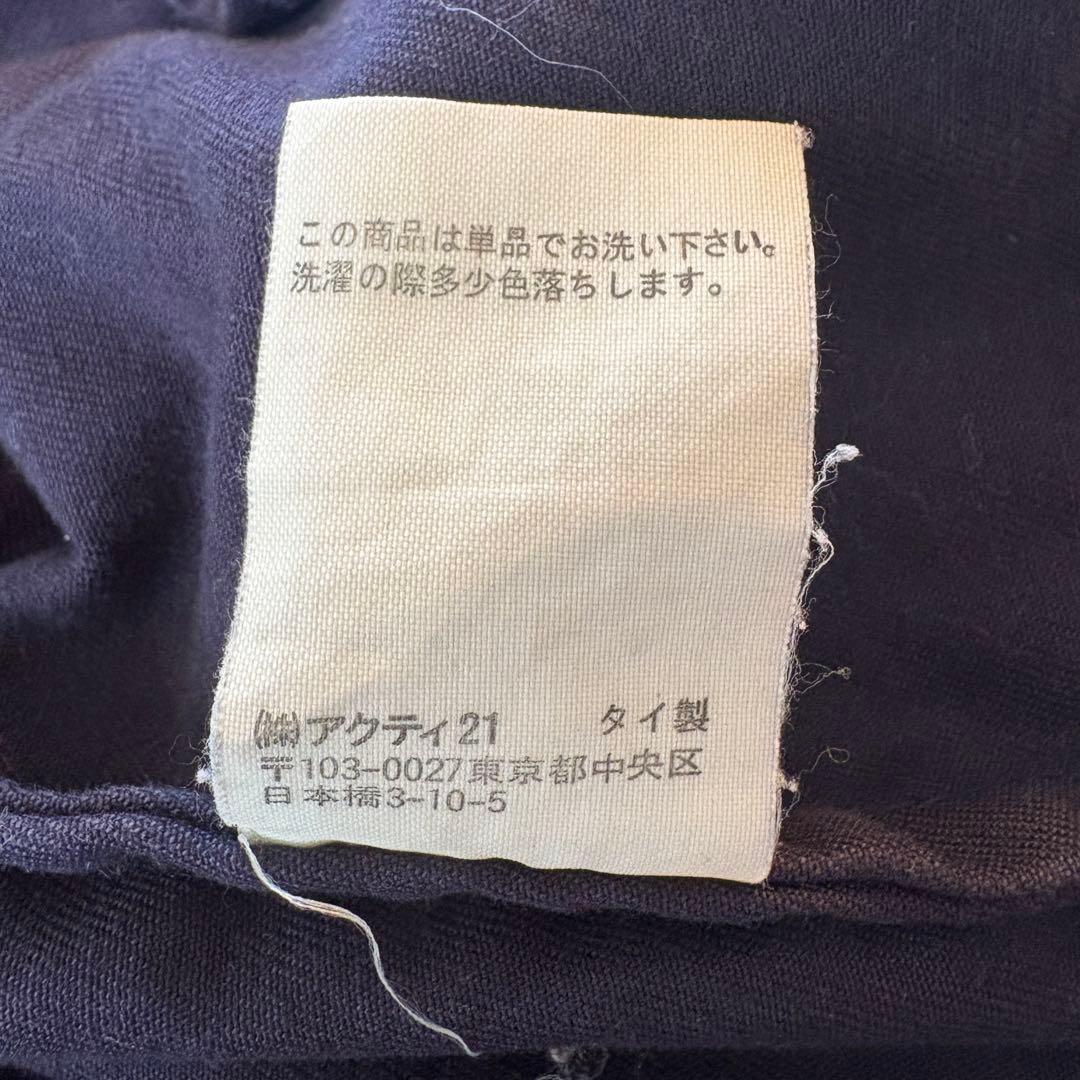 この商品は単品でお洗い下さい。
洗濯の際多少色落ちします。
㈱アクティ21 タイ製
〒103-0027東京都中央区
日本橋3-10-5